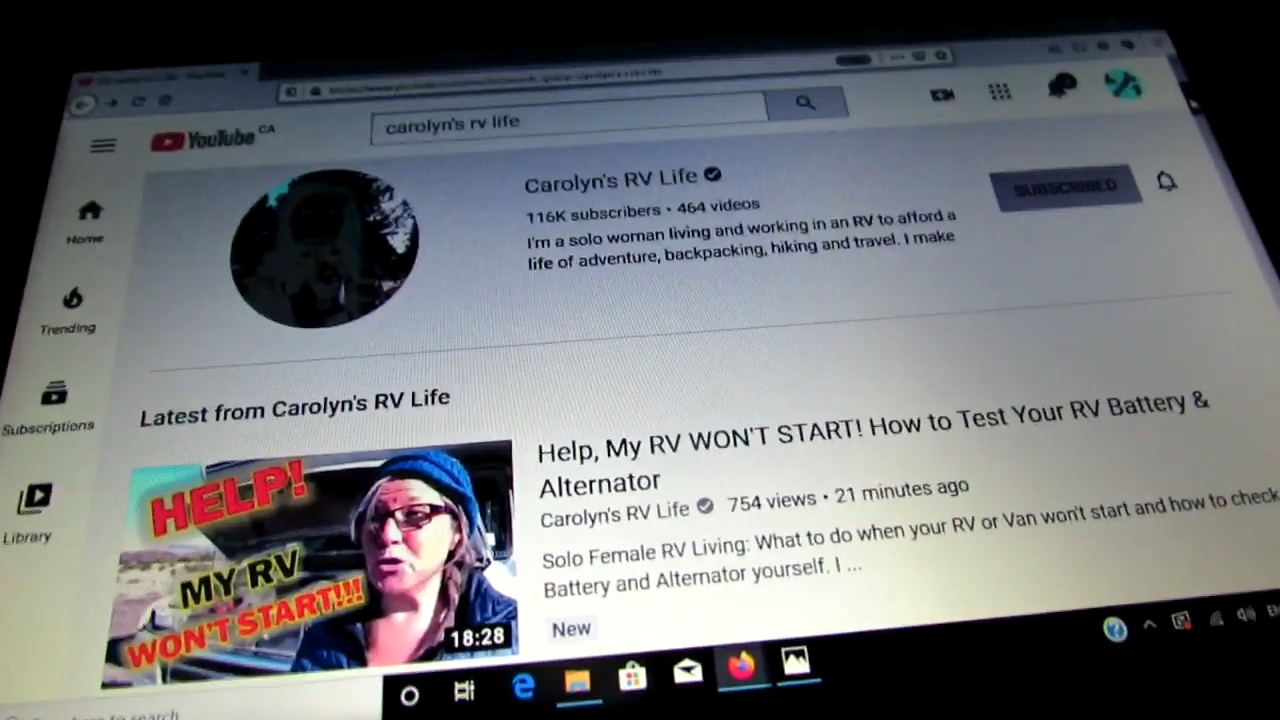 YouTube CA
carolyn's rv life
Home
Trending
Subscriptions
Library
Carolyn's RV Life
116K subscribers • 464 videos
I'm a solo woman living and working in an RV to afford a
life of adventure, backpacking, hiking and travel. I make
SUBSCRIBED
Latest from Carolyn's RV Life
HELP!
MY RV
WON'T START!!!
18:28
Help, My RV WON'T START! How to Test Your RV Battery &
Alternator
Carolyn's RV Life 754 views • 21 minutes ago
Solo Female RV Living: What to do when your RV or Van won't start and how to check
Battery and Alternator yourself. I ...
New
here to search